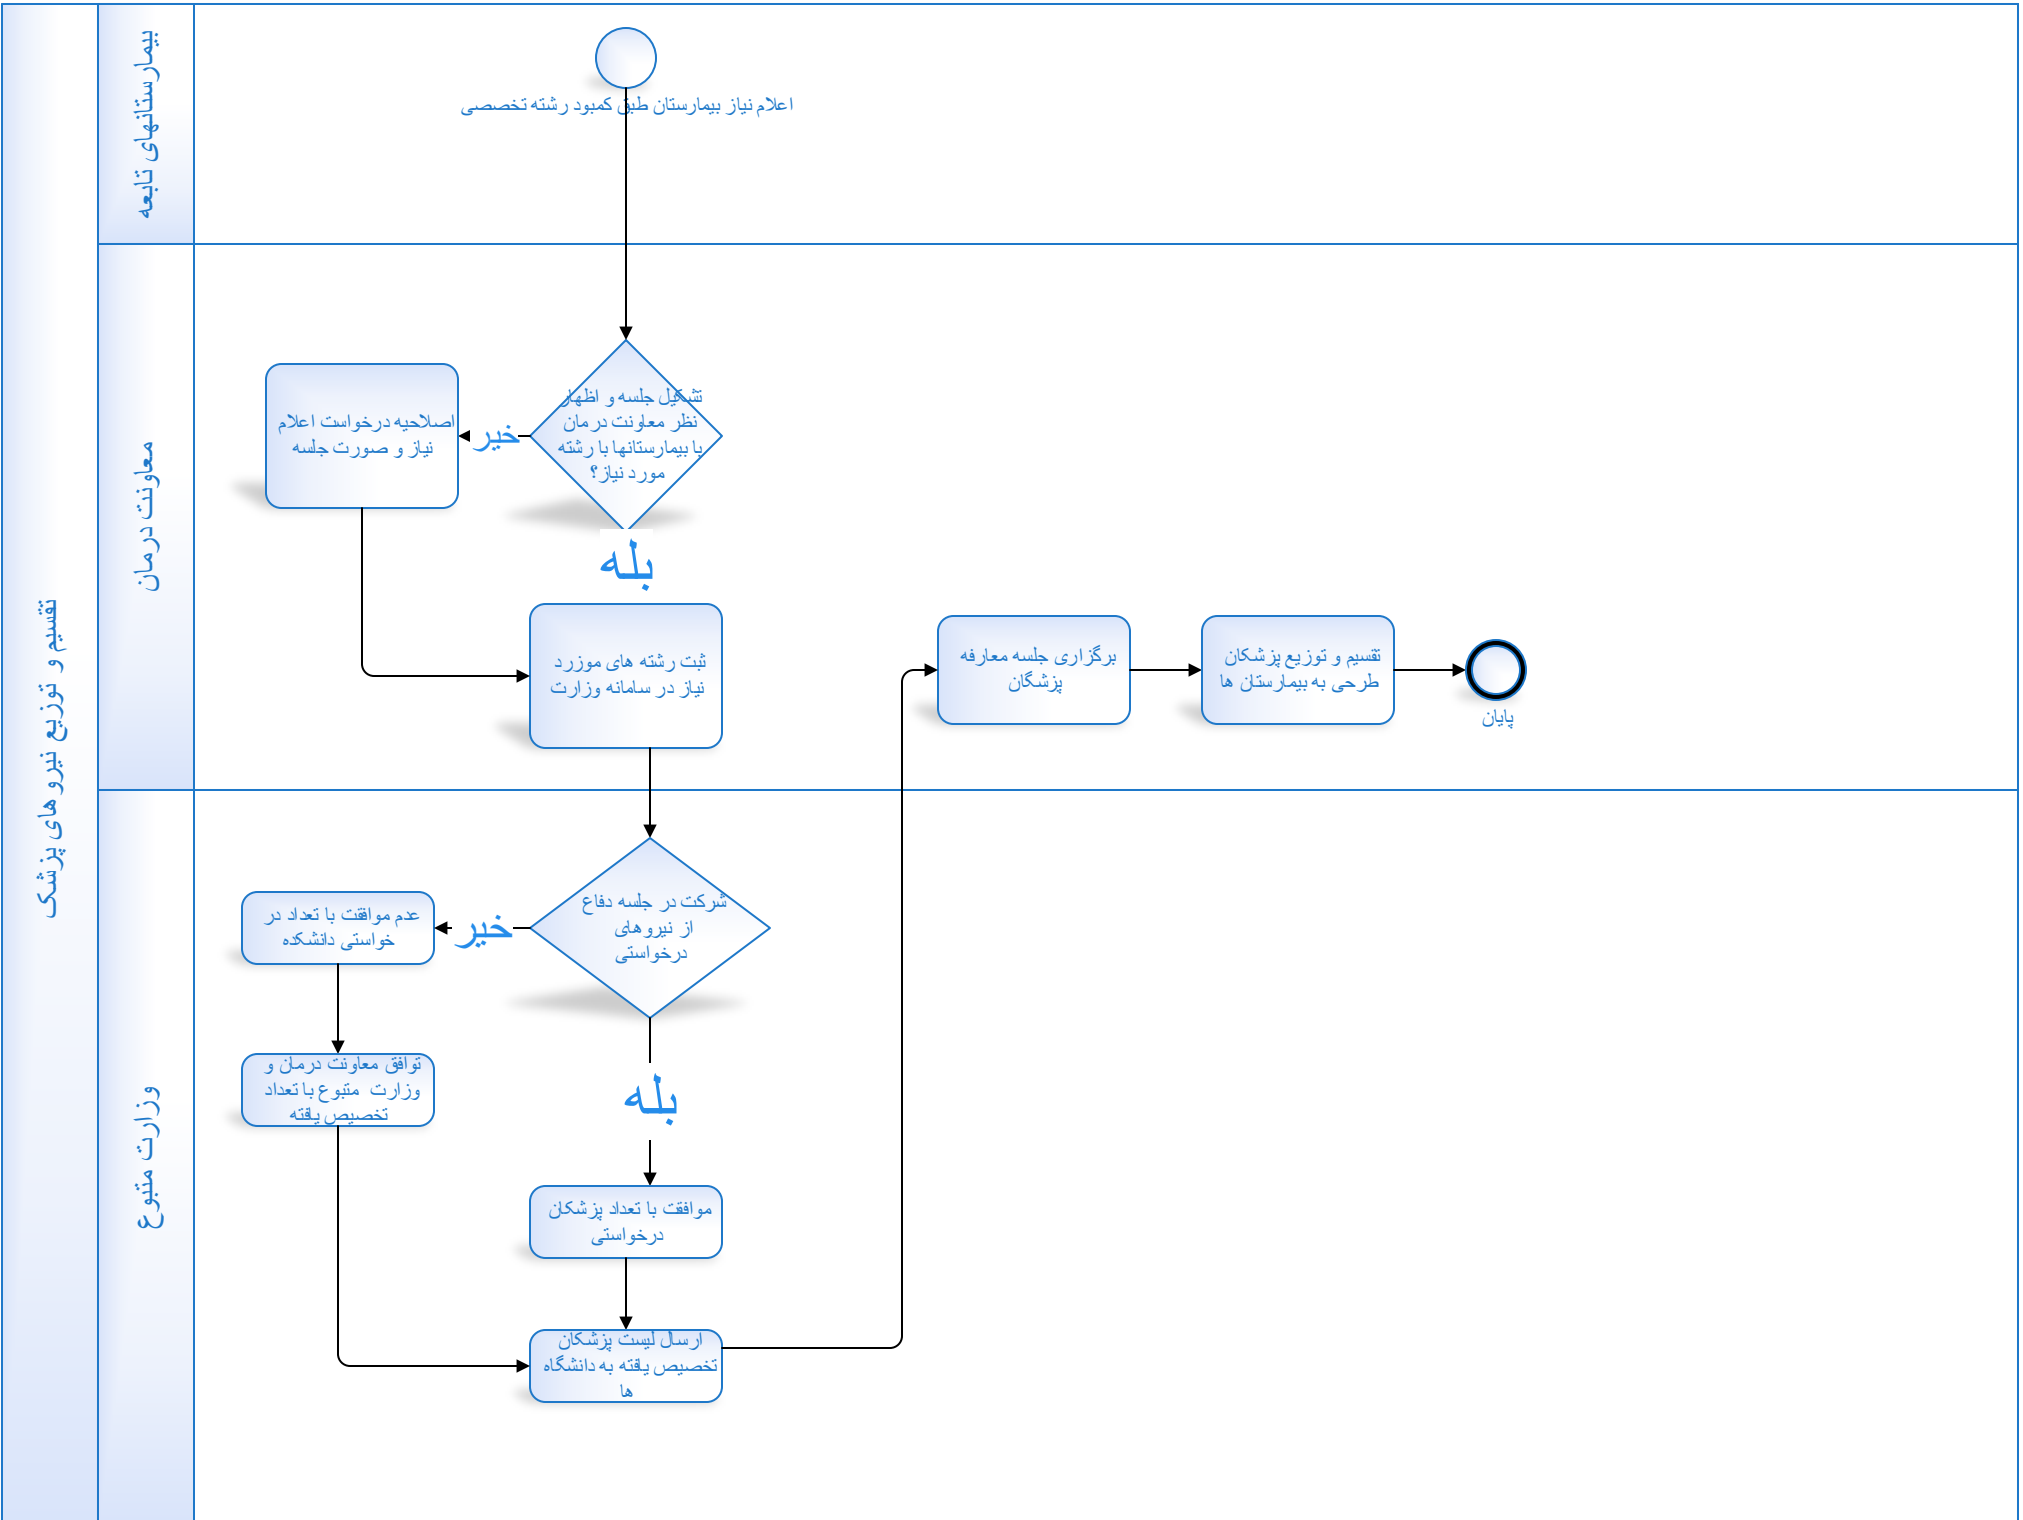 تقسیم و توزیع نیروهای پزشک
بیمارستانهای تابعه
اعلام نیاز بیمارستان طبق کمبود رشته تخصصی
معاونت درمان
تشکیل جلسه و اظهار
نظر معاونت درمان
با بیمارستانها با رشته
مورد نیاز؟
خیر
اصلاحیه درخواست اعلام
نیاز و صورت جلسه
بله
ثبت رشته های موزرد
نیاز در سامانه وزارت
برگزاری جلسه معارفه
پزشگان
تقسیم و توزیع پزشکان
طرحی به بیمارستان ها
پایان
وزارت متبوع
شرکت در جلسه دفاع
از نیروهای
درخواستی
خیر
عدم موافقت با تعداد در
خواستی دانشکده
توافق معاونت درمان و
وزارت متبوع با تعداد
تخصیص یافته
بله
موافقت با تعداد پزشکان
درخواستی
ارسال لیست پزشکان
تخصیص یافته به دانشگاه
ها